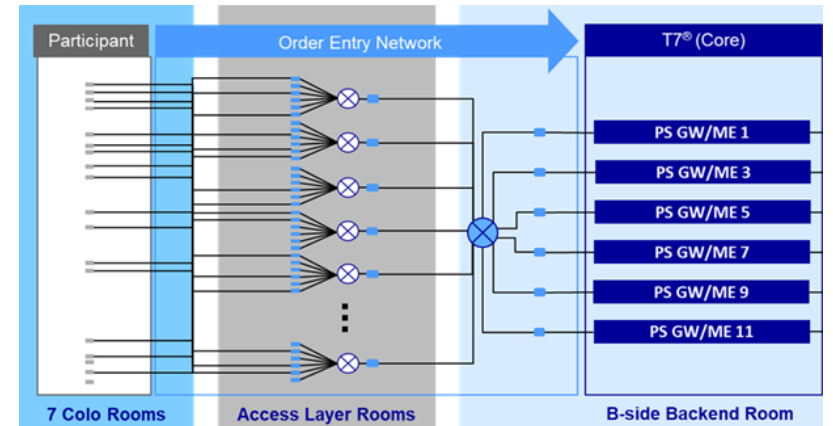 Participant
Order Entry Network
T7® (Core)
PS GW/ME 1
PS GW/ME 3
PS GW/ME 5
PS GW/ME 7
PS GW/ME 9
PS GW/ME 11
7 Colo Rooms
Access Layer Rooms
B-side Backend Room